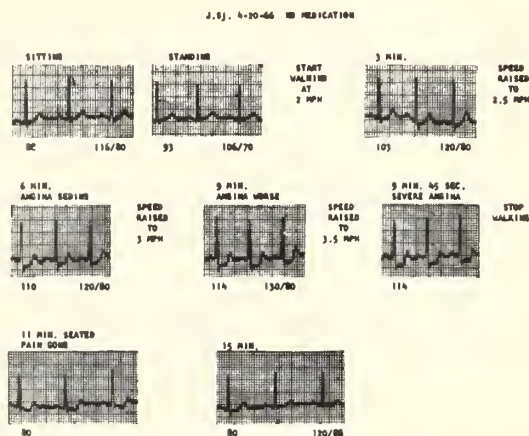 J.Sj. 4-20-66 NO MEDICATION
SITTING
STANDING
START
WALKING
AT
2 MPH
3 MIN.
SPEED
RAISED
TO
2.5 MPH
82 116/80
93 106/70
103 120/80
6 MIN.
ANGINA BEGINS
SPEED
RAISED
TO
3 MPH
9 MIN.
ANGINA WORSE
SPEED
RAISED
TO
3.5 MPH
9 MIN. 45 SEC.
SEVERE ANGINA
STOP
WALKING
110 120/80
114 130/80
114
11 MIN. SEATED
PAIN GONE
15 MIN.
80
80 120/86